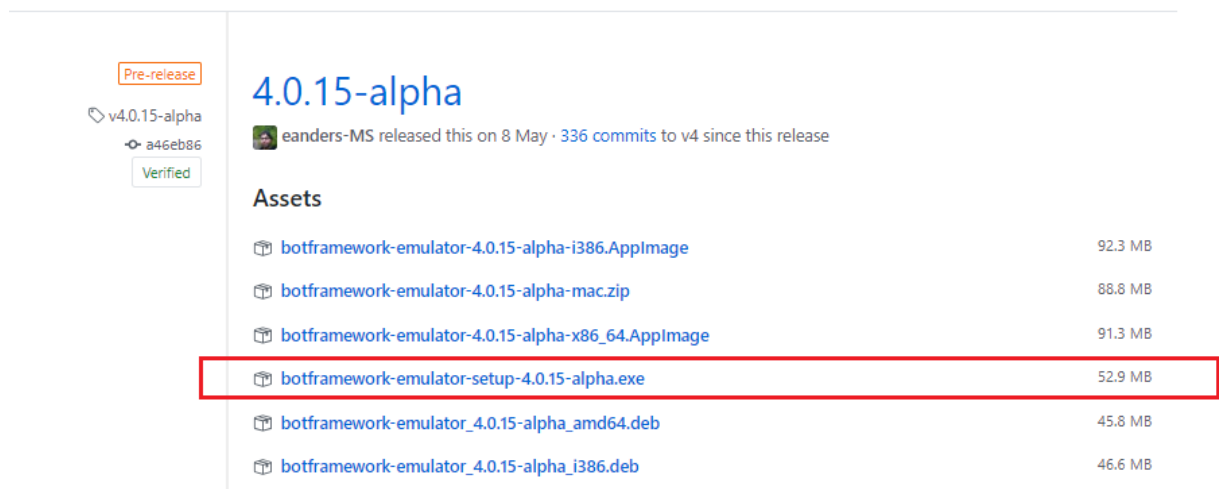 Pre-release
v4.0.15-alpha
a46eb86
Verified
4.0.15-alpha
eanders-MS released this on 8 May · 336 commits to v4 since this release
Assets
botframework-emulator-4.0.15-alpha-i386.AppImage 92.3 MB
botframework-emulator-4.0.15-alpha-mac.zip 88.8 MB
botframework-emulator-4.0.15-alpha-x86_64.AppImage 91.3 MB
botframework-emulator-setup-4.0.15-alpha.exe 52.9 MB
botframework-emulator_4.0.15-alpha_amd64.deb 45.8 MB
botframework-emulator_4.0.15-alpha_i386.deb 46.6 MB